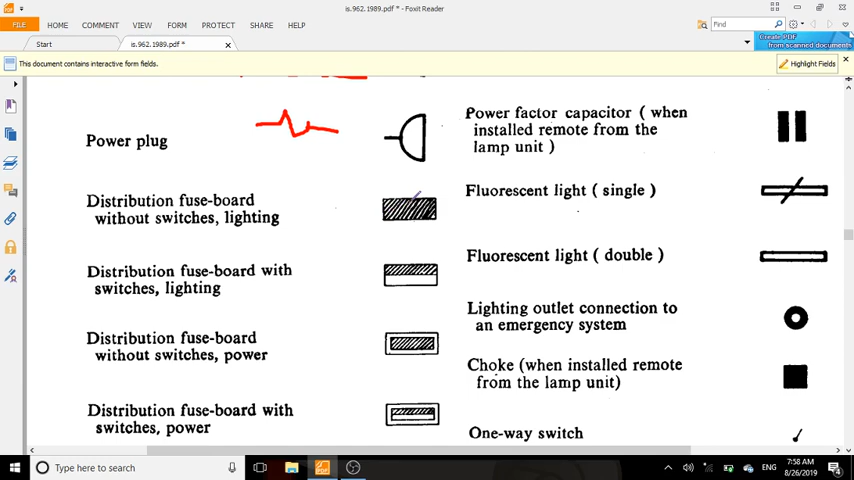 is.962.1989.pdf * - Foxit Reader
FILE
HOME
COMMENT
VIEW
FORM
PROTECT
SHARE
HELP
Find
Start
is.962.1989.pdf *
Create PDF
from scanned documents
This document contains interactive form fields.
Highlight Fields
Power plug
Distribution fuse-board
without switches, lighting
Distribution fuse-board with
switches, lighting
Distribution fuse-board
without switches, power
Distribution fuse-board with
switches, power
Power factor capacitor ( when
installed remote from the
lamp unit )
Fluorescent light ( single )
Fluorescent light ( double )
Lighting outlet connection to
an emergency system
Choke (when installed remote
from the lamp unit)
One-way switch
Type here to search
ENG
7:58 AM
8/26/2019
4